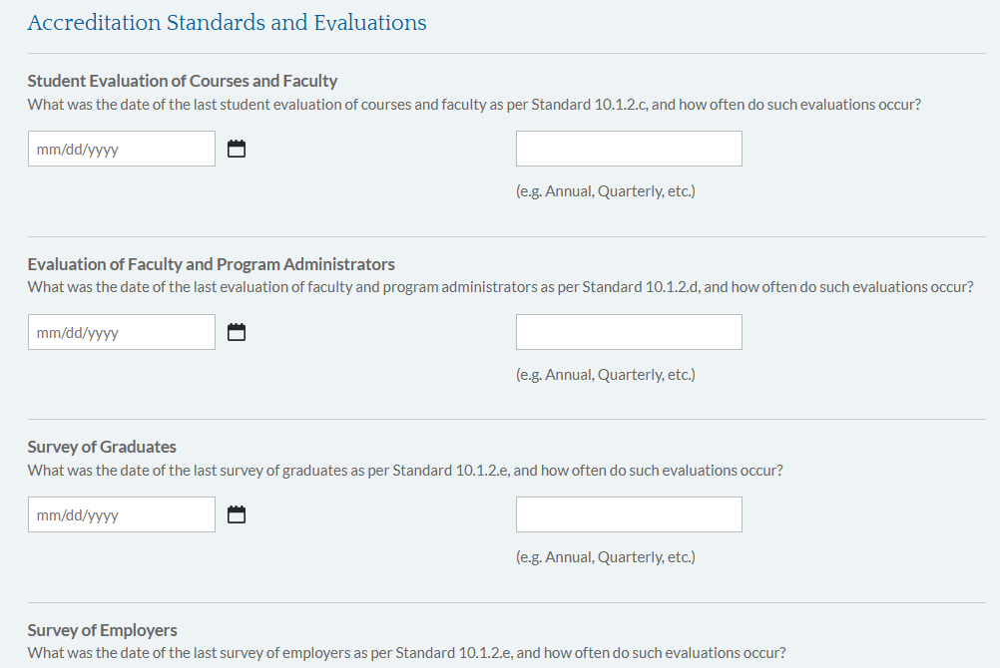 Accreditation Standards and Evaluations
Student Evaluation of Courses and Faculty
What was the date of the last student evaluation of courses and faculty as per Standard 10.1.2.c, and how often do such evaluations occur?
mm/dd/yyyy
(e.g. Annual, Quarterly, etc.)
Evaluation of Faculty and Program Administrators
What was the date of the last evaluation of faculty and program administrators as per Standard 10.1.2.d, and how often do such evaluations occur?
mm/dd/yyyy
(e.g. Annual, Quarterly, etc.)
Survey of Graduates
What was the date of the last survey of graduates as per Standard 10.1.2.e, and how often do such evaluations occur?
mm/dd/yyyy
(e.g. Annual, Quarterly, etc.)
Survey of Employers
What was the date of the last survey of employers as per Standard 10.1.2.e, and how often do such evaluations occur?